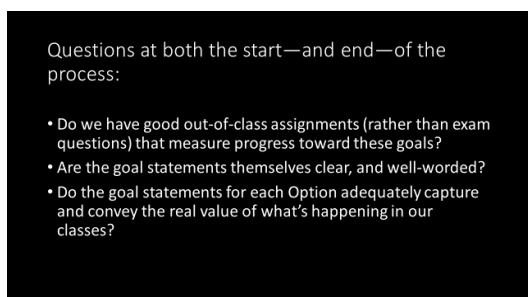 Questions at both the start—and end—of the
process:
• Do we have good out-of-class assignments (rather than exam
questions) that measure progress toward these goals?
• Are the goal statements themselves clear, and well-worded?
• Do the goal statements for each Option adequately capture
and convey the real value of what’s happening in our
classes?